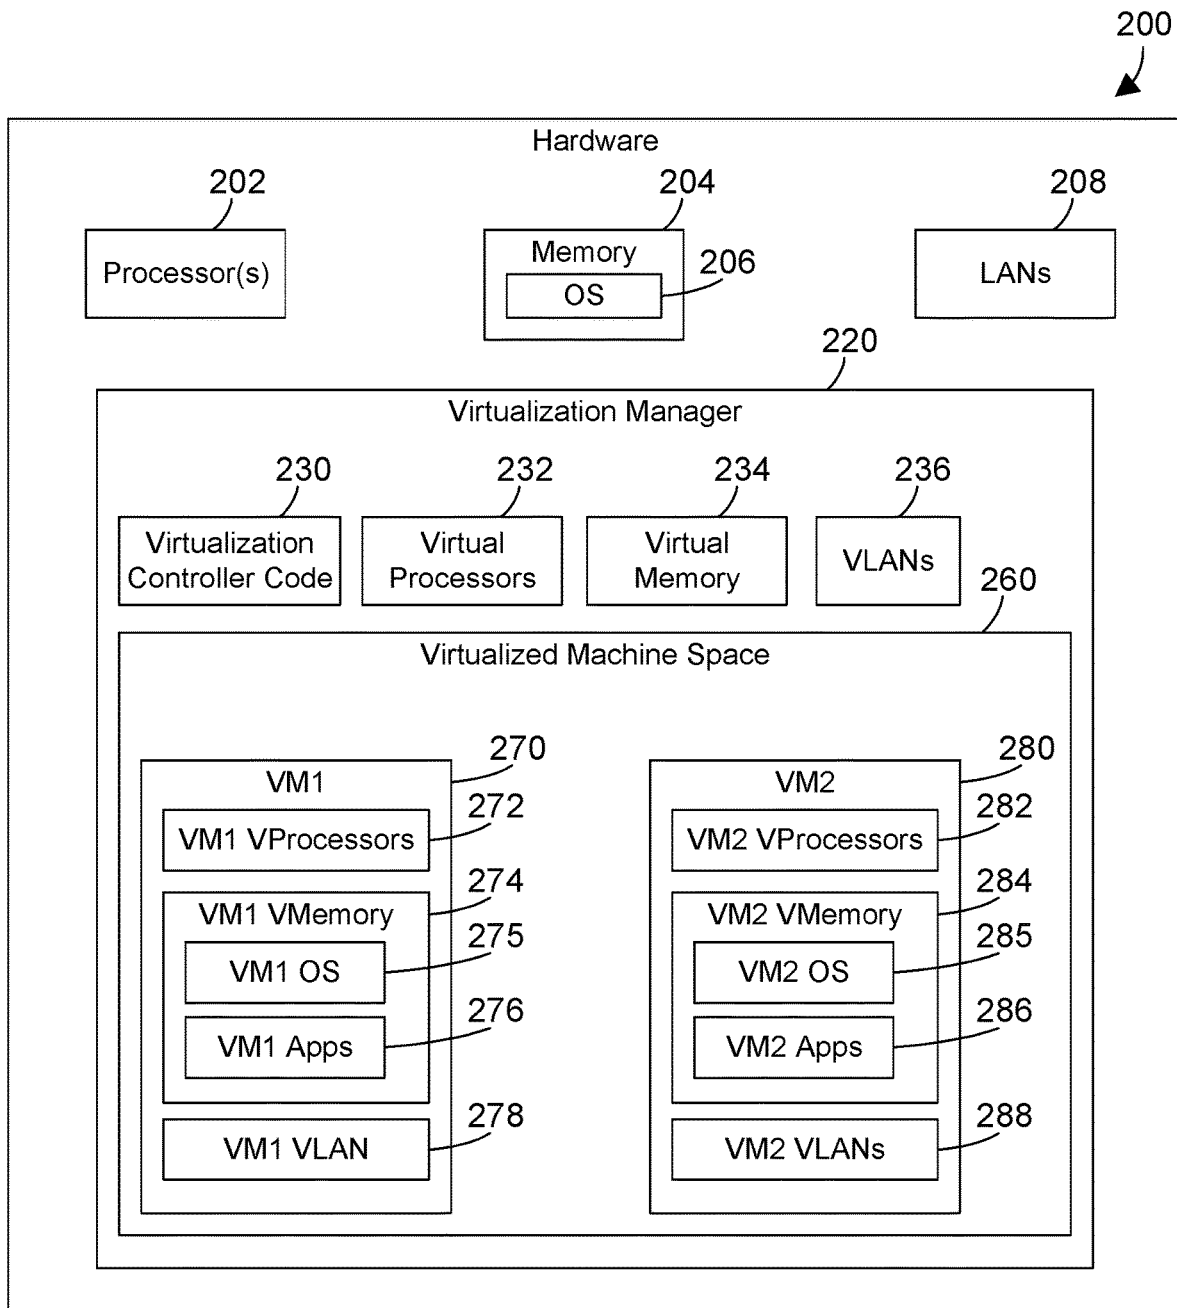 200
Hardware
202
204
208
Processor(s)
Memory
206
OS
LANs
220
Virtualization Manager
230
232
234
236
Virtualization
Controller Code
Virtual
Processors
Virtual
Memory
VLANs
260
Virtualized Machine Space
270
VM1
272
VM1 VProcessors
274
VM1 VMemory
275
VM1 OS
276
VM1 Apps
278
VM1 VLAN
280
VM2
282
VM2 VProcessors
284
VM2 VMemory
285
VM2 OS
286
VM2 Apps
288
VM2 VLANs